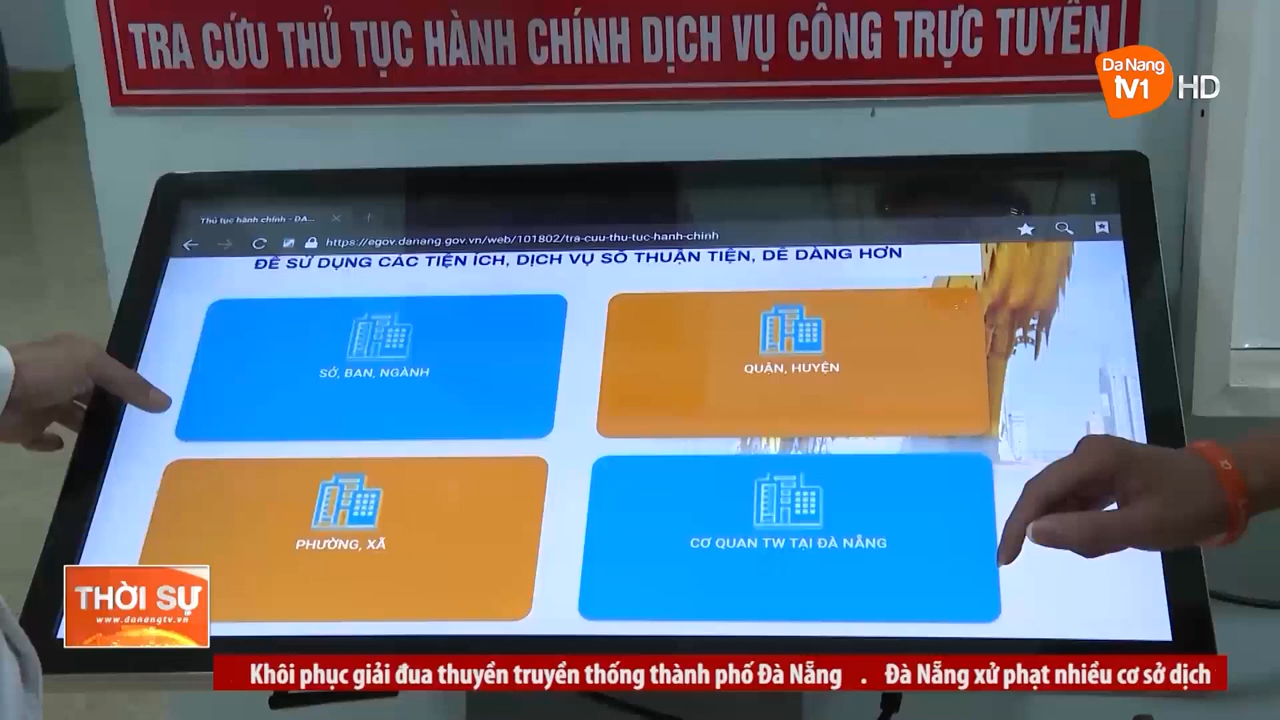 TRA CỨU THỦ TỤC HÀNH CHÍNH DỊCH VỤ CÔNG TRỰC TUYẾN
Da Nang
TV1 HD
Thủ tục hành chính - ĐÀ...
https://egov.danang.gov.vn/web/101802/tra-cuu-thu-tuc-hanh-chinh
ĐỂ SỬ DỤNG CÁC TIỆN ÍCH, DỊCH VỤ SỐ THUẬN TIỆN, DỄ DÀNG HƠN
SỞ, BAN, NGÀNH
QUẬN, HUYỆN
PHƯỜNG, XÃ
CƠ QUAN TW TẠI ĐÀ NẴNG
THỜI SỰ
www.danangtv.vn
Khôi phục giải đua thuyền truyền thống thành phố Đà Nẵng . Đà Nẵng xử phạt nhiều cơ sở dịch